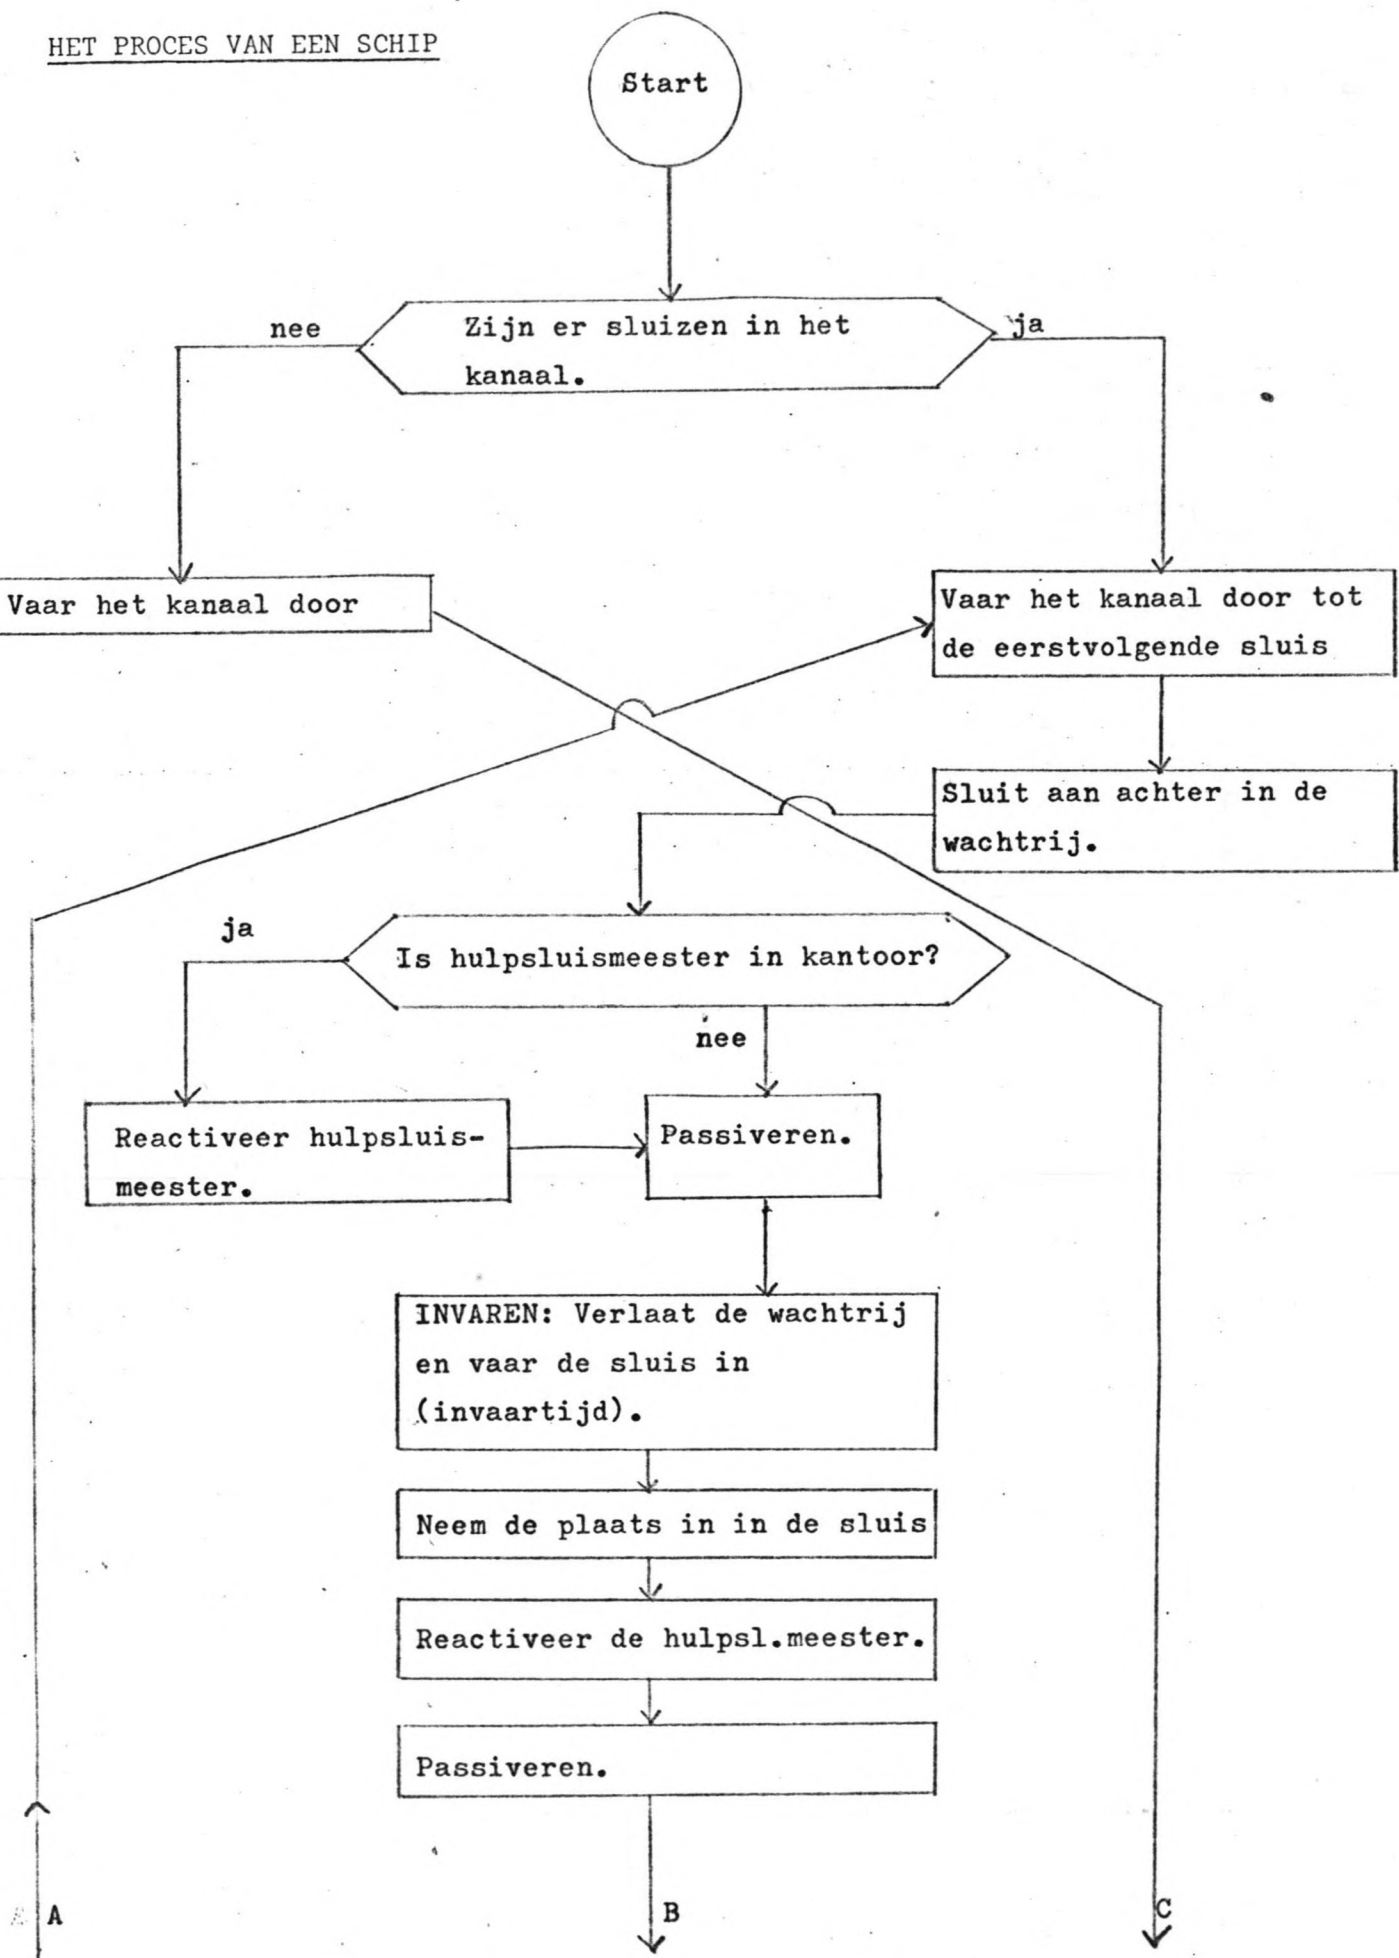 HET PROCES VAN EEN SCHIP
Start
nee
Zijn er sluizen in het
kanaal.
ja
Vaar het kanaal door
Vaar het kanaal door tot
de eerstvolgende sluis
Sluit aan achter in de
wachtrij.
ja
Is hulpsluismeester in kantoor?
nee
Reactiveer hulpsluis-
meester.
Passiveren.
INVAREN: Verlaat de wachtrij
en vaar de sluis in
(invaartijd).
Neem de plaats in in de sluis
Reactiveer de hulpsl.meester.
Passiveren.
A
B
C